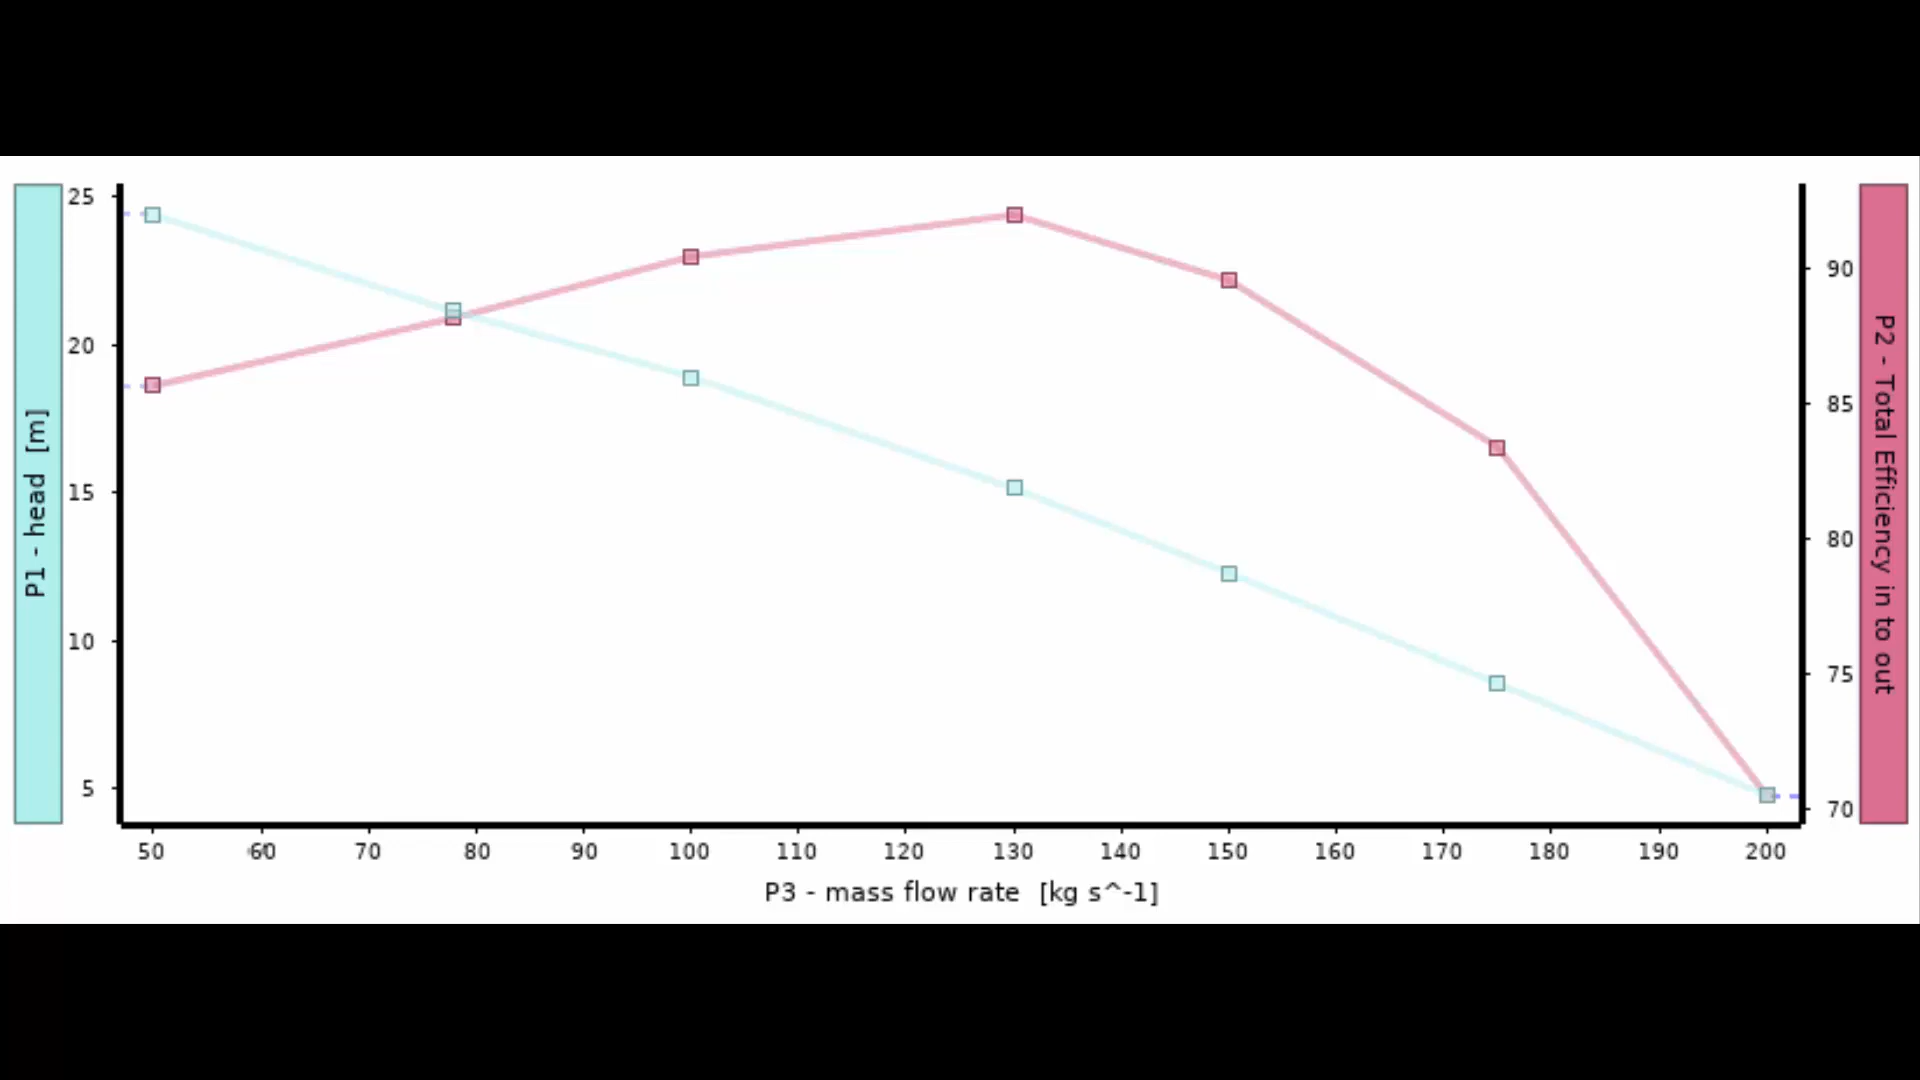 P1 - head [m]
25
20
15
10
5
90
85
80
75
70
P2 - Total Efficiency in to out
50 60 70 80 90 100 110 120 130 140 150 160 170 180 190 200
P3 - mass flow rate [kg s^-1]